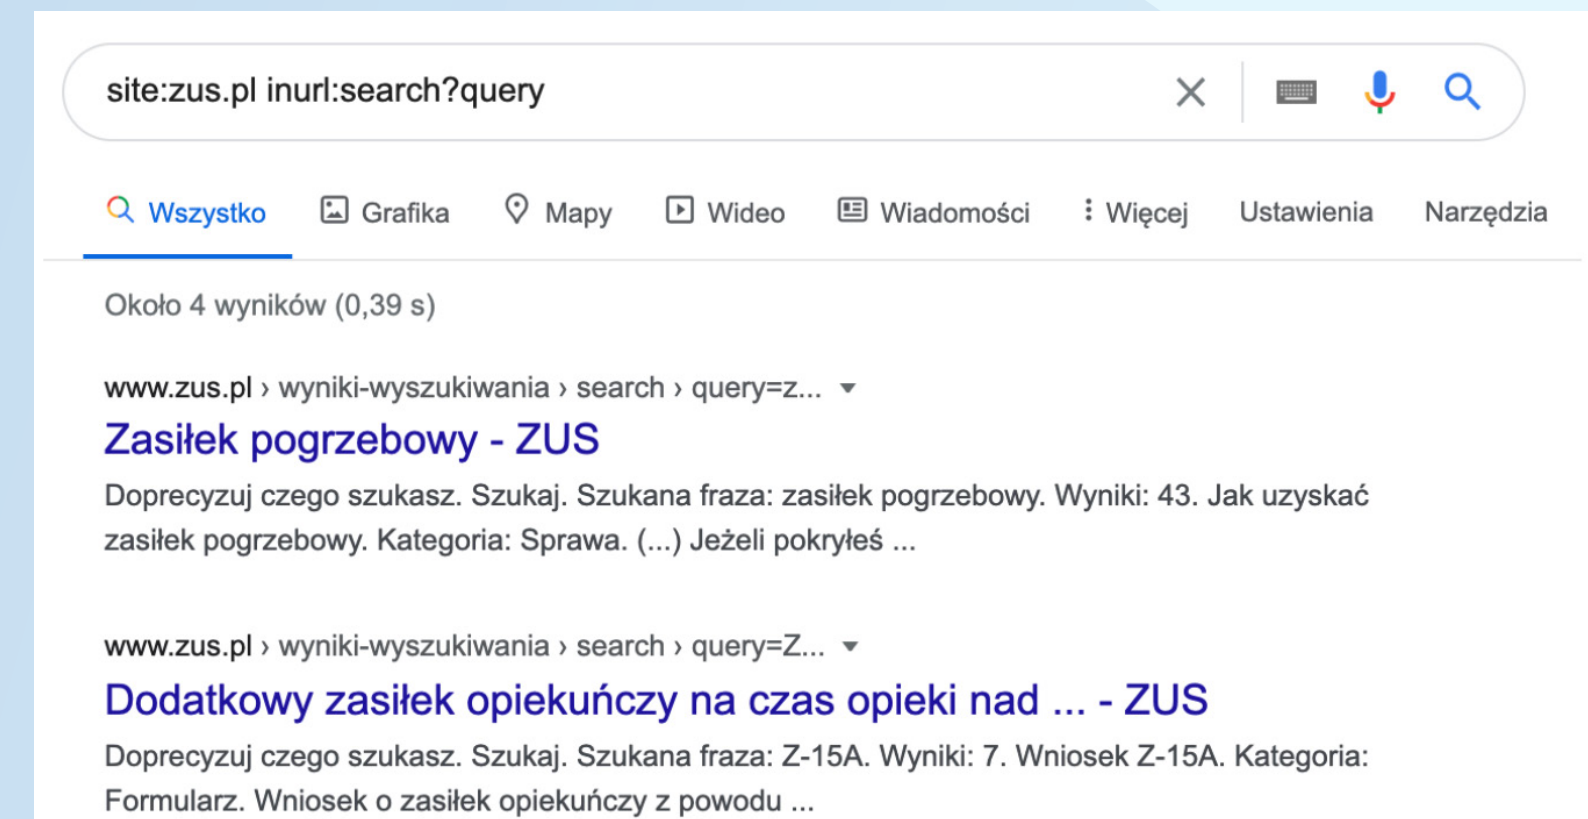 site:zus.pl inurl:search?query
Wszystko Grafika Mapy Wideo Wiadomości Więcej Ustawienia Narzędzia
Około 4 wyników (0,39 s)
www.zus.pl › wyniki-wyszukiwania › search › query=z...
Zasiłek pogrzebowy - ZUS
Doprecyzuj czego szukasz. Szukaj. Szukana fraza: zasiłek pogrzebowy. Wyniki: 43. Jak uzyskać
zasiłek pogrzebowy. Kategoria: Sprawa. (...) Jeżeli pokryłeś ...
www.zus.pl › wyniki-wyszukiwania › search › query=Z...
Dodatkowy zasiłek opiekuńczy na czas opieki nad ... - ZUS
Doprecyzuj czego szukasz. Szukaj. Szukana fraza: Z-15A. Wyniki: 7. Wniosek Z-15A. Kategoria:
Formularz. Wniosek o zasiłek opiekuńczy z powodu ...